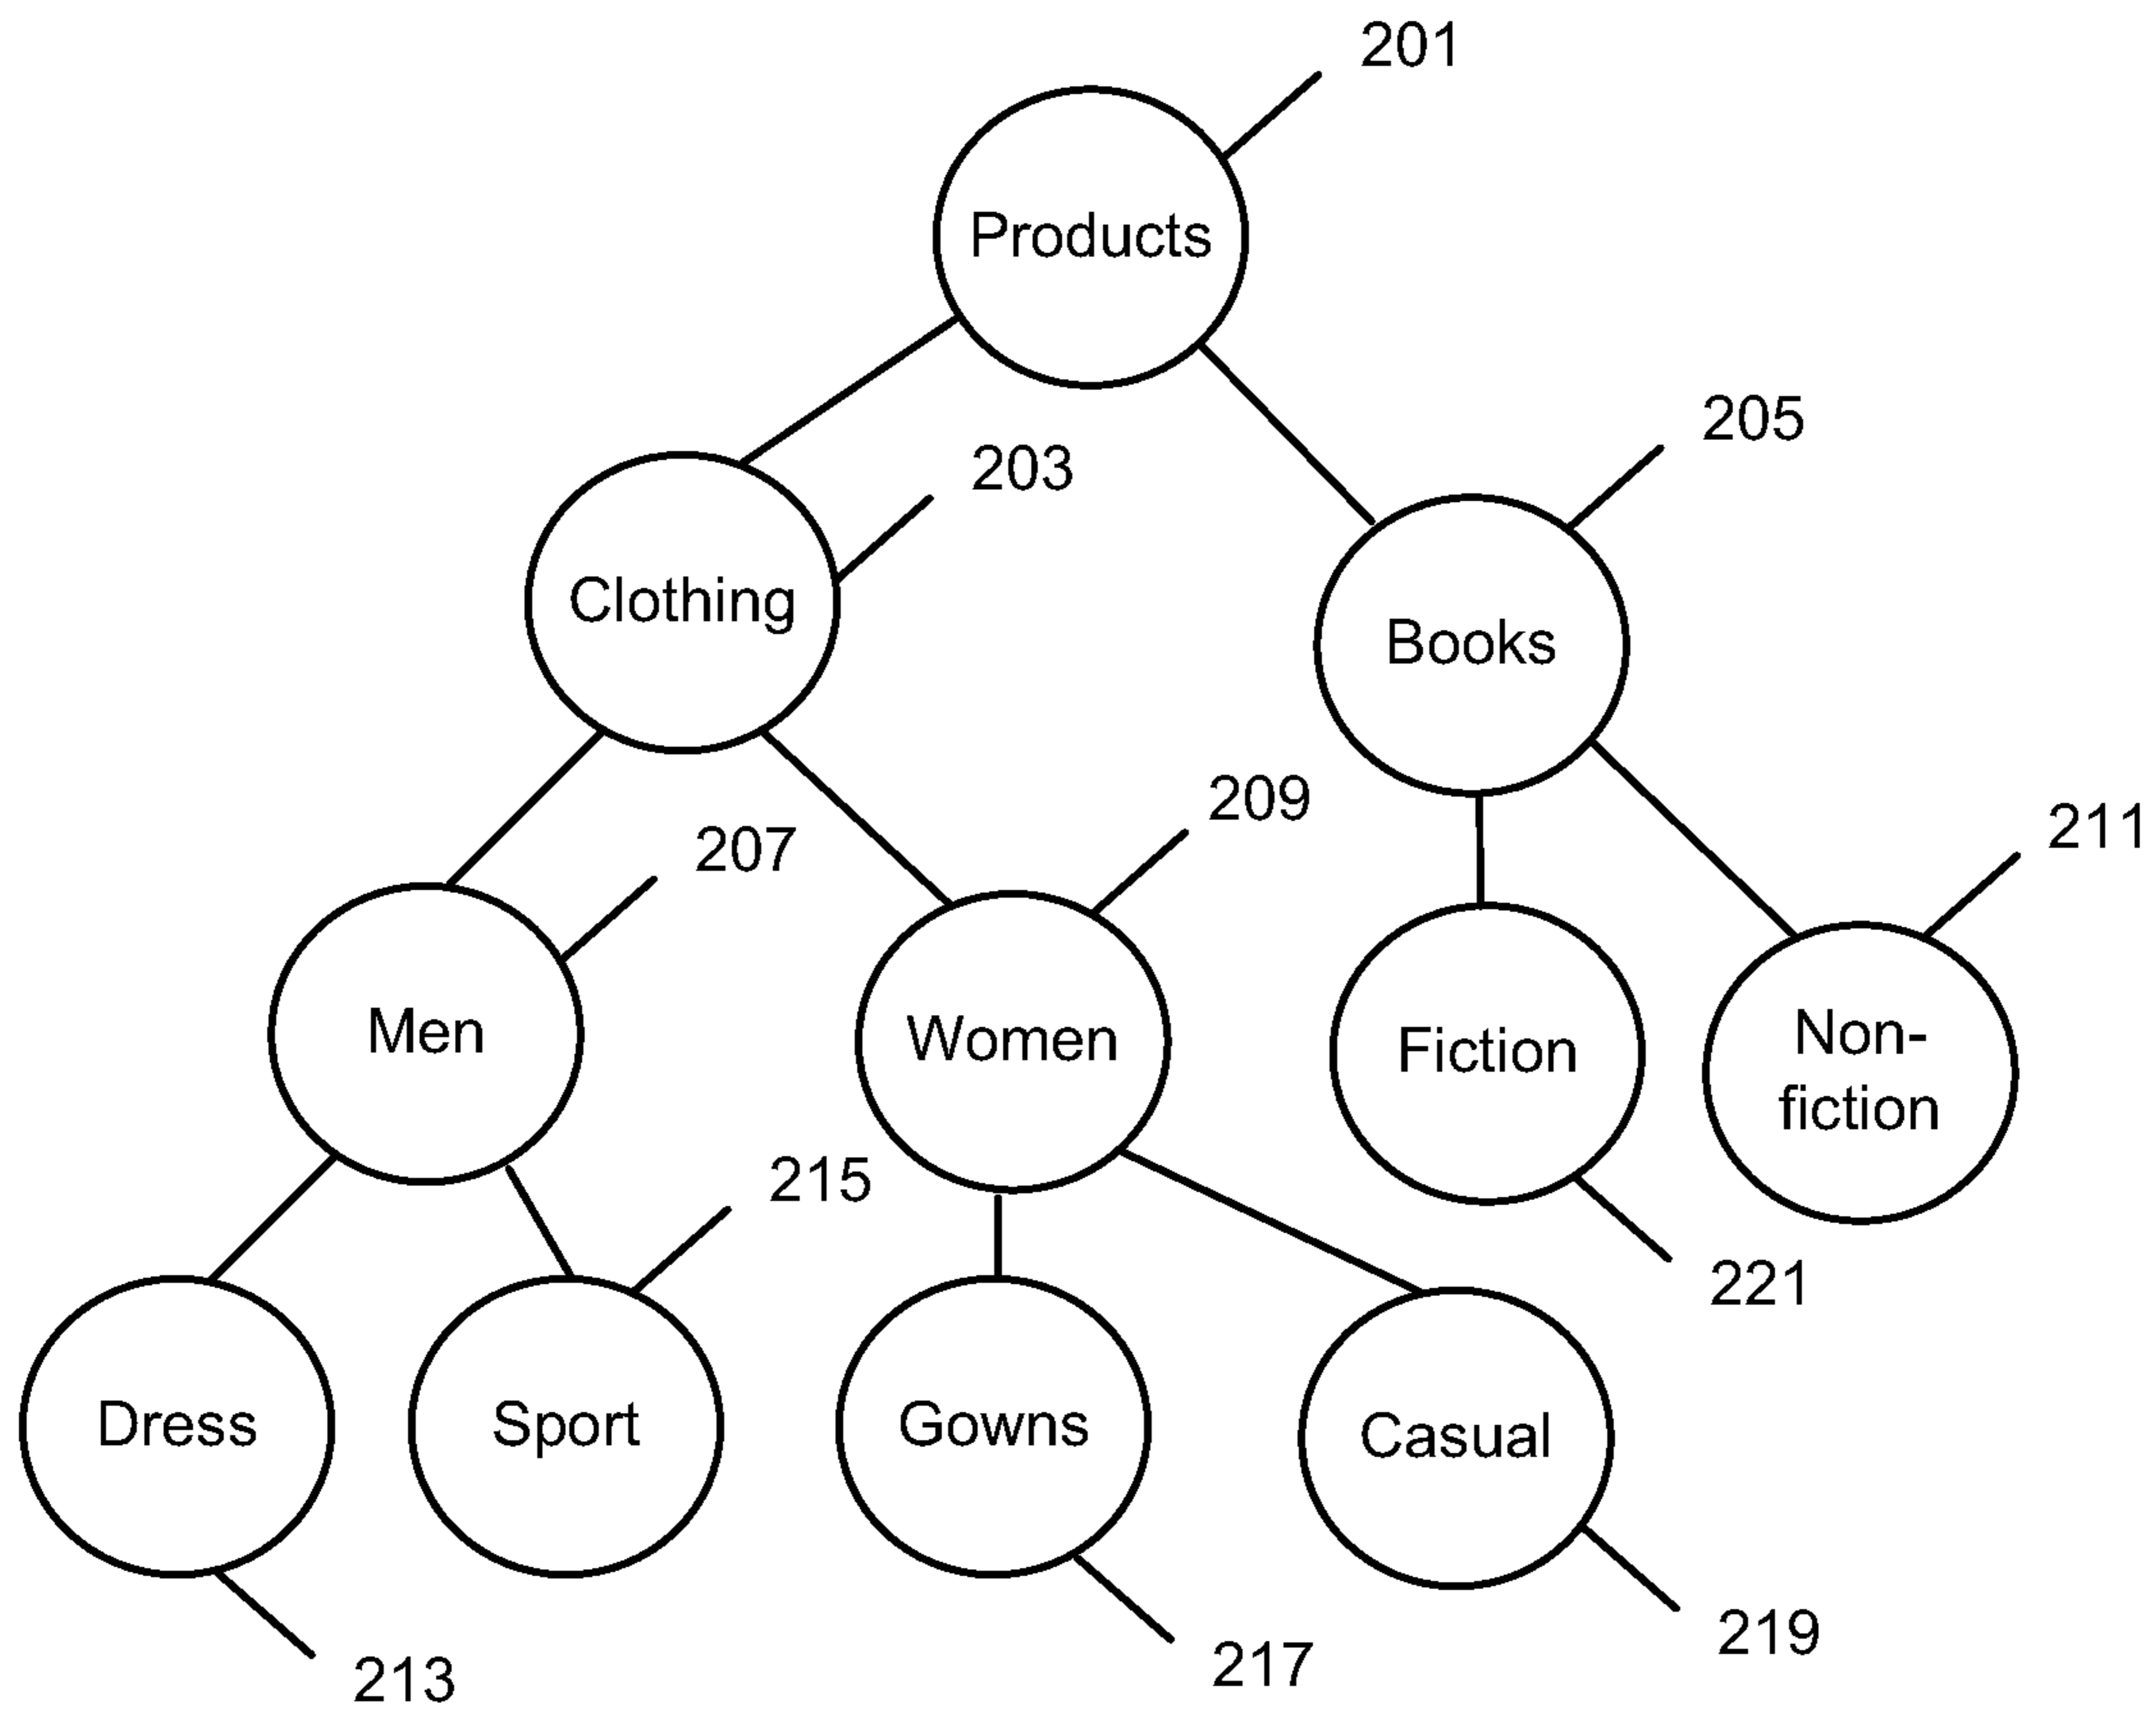 201
Products
205
203
Clothing
Books
209
211
207
Men
Women
Fiction
Non-
fiction
215
221
Dress
Sport
Gowns
Casual
219
217
213